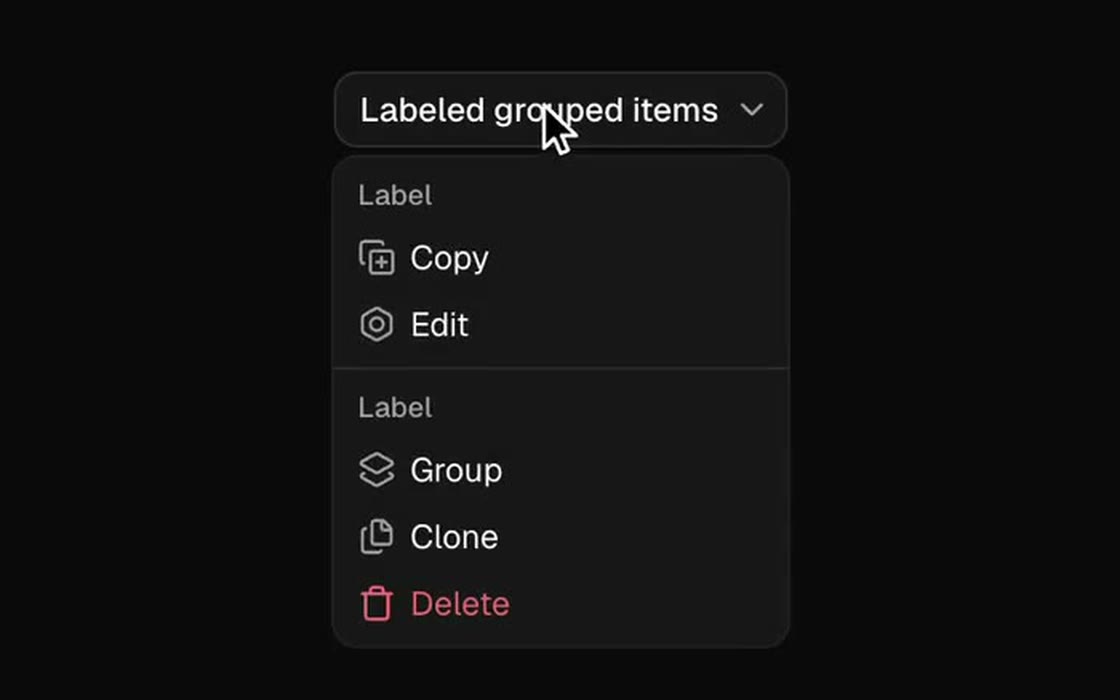 Labeled grouped items
Label
Copy
Edit
Label
Group
Clone
Delete